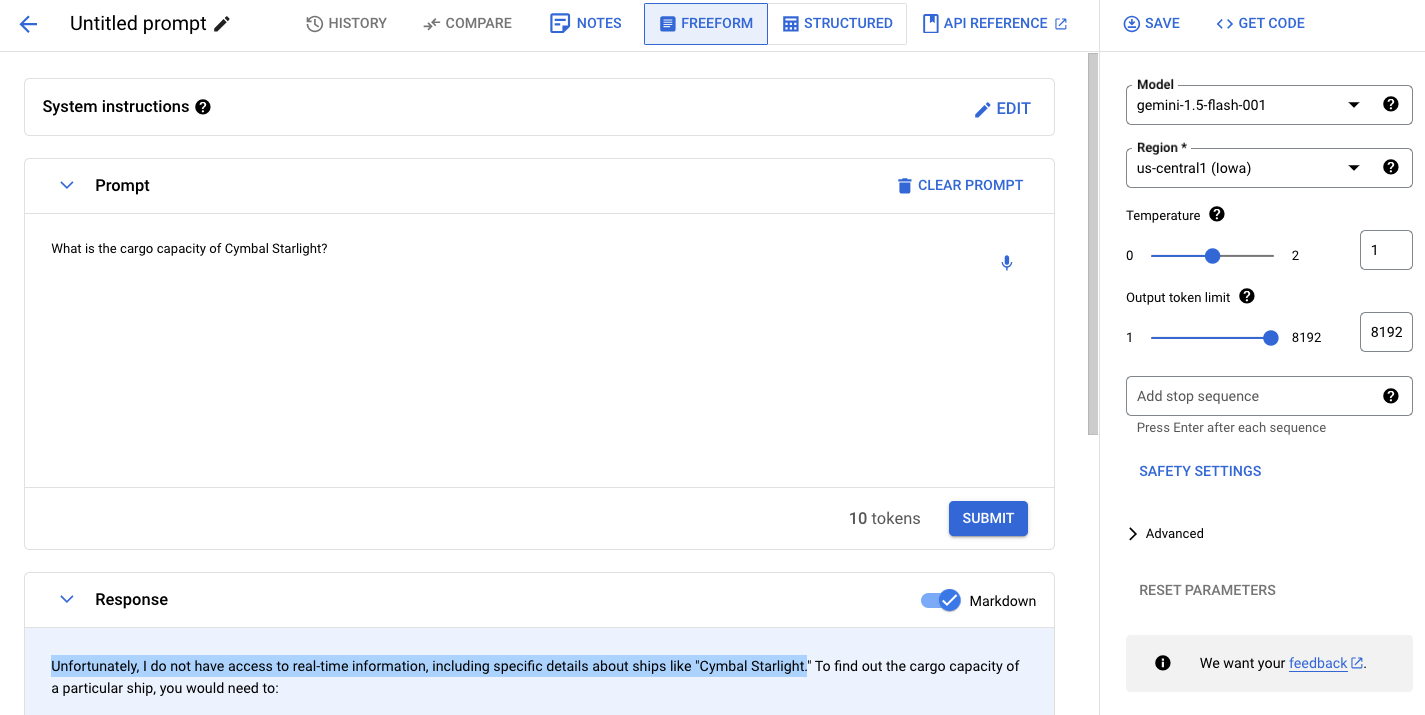 Untitled prompt
HISTORY
COMPARE
NOTES
FREEFORM
STRUCTURED
API REFERENCE
SAVE
<> GET CODE
System instructions ?
EDIT
Prompt
CLEAR PROMPT
What is the cargo capacity of Cymbal Starlight?
10 tokens
SUBMIT
Response
Markdown
Unfortunately, I do not have access to real-time information, including specific details about ships like "Cymbal Starlight." To find out the cargo capacity of
a particular ship, you would need to:
Model
gemini-1.5-flash-001 ?
Region *
us-central1 (Iowa) ?
Temperature ?
0 2 1
Output token limit ?
1 8192 8192
Add stop sequence ?
Press Enter after each sequence
SAFETY SETTINGS
Advanced
RESET PARAMETERS
We want your feedback.